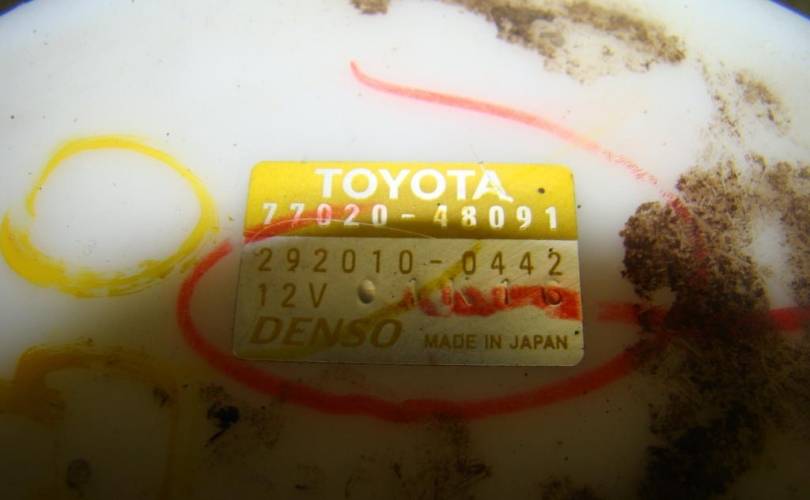 TOYOTA
77020-48091
292010-0442
12V
DENSO MADE IN JAPAN